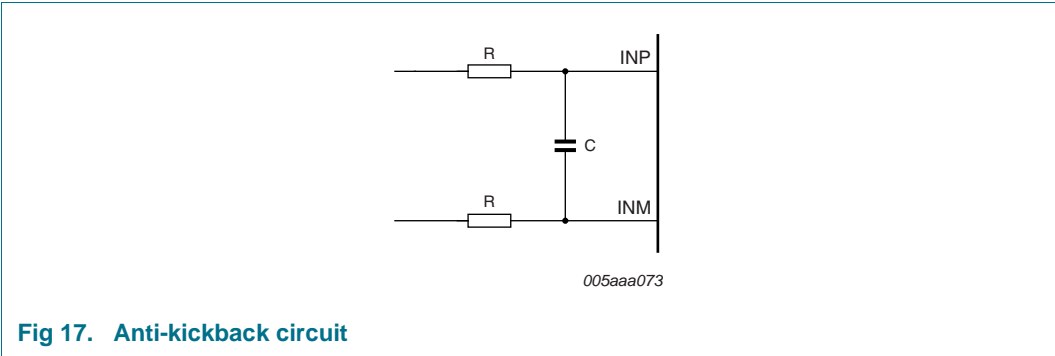 R
INP
C
R
INM
005aaa073
Fig 17. Anti-kickback circuit